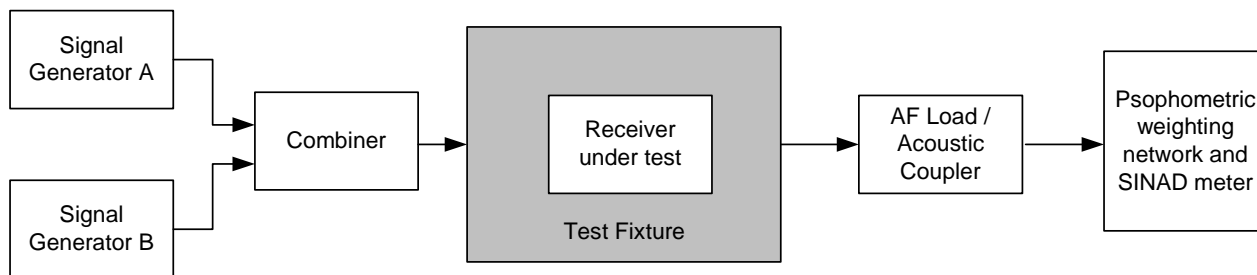 Signal
Generator A
Signal
Generator B
Combiner
Receiver
under test
Test Fixture
AF Load /
Acoustic
Coupler
Psophometric
weighting
network and
SINAD meter